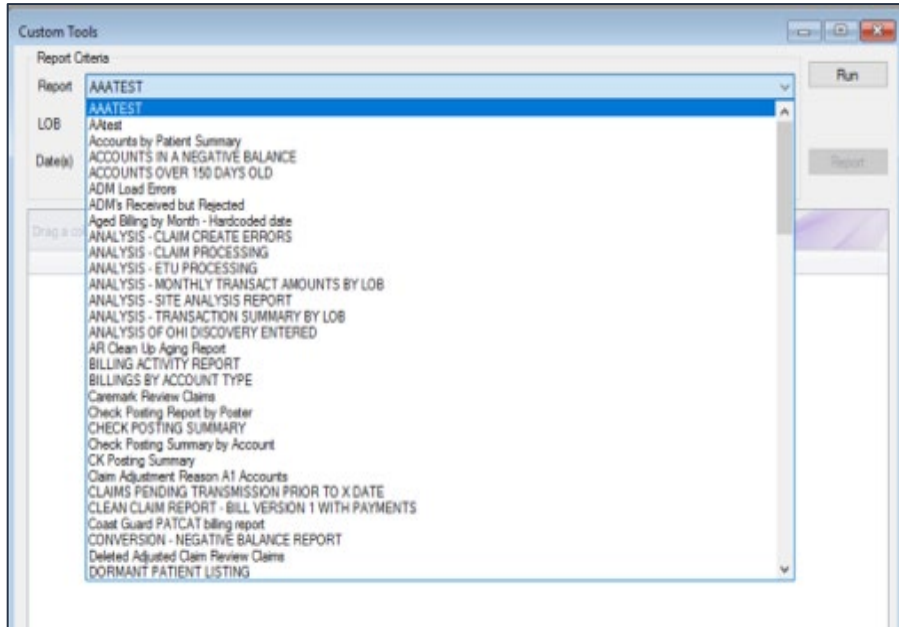 Custom Tools
Report Criteria
Report AAATEST
Run
AAATEST
LOB
AAtest
Accounts by Patient Summary
Date(s)
ACCOUNTS IN A NEGATIVE BALANCE
Report
ACCOUNTS OVER 150 DAYS OLD
ADM Load Errors
ADM's Received but Rejected
Aged Billing by Month - Hardcoded date
Drag a co
ANALYSIS - CLAIM CREATE ERRORS
ANALYSIS - CLAIM PROCESSING
ANALYSIS - ETU PROCESSING
ANALYSIS - MONTHLY TRANSACT AMOUNTS BY LOB
ANALYSIS - SITE ANALYSIS REPORT
ANALYSIS - TRANSACTION SUMMARY BY LOB
ANALYSIS OF OHI DISCOVERY ENTERED
AR Clean Up Aging Report
BILLING ACTIVITY REPORT
BILLINGS BY ACCOUNT TYPE
Caremark Review Claims
Check Posting Report by Poster
CHECK POSTING SUMMARY
Check Posting Summary by Account
CK Posting Summary
Claim Adjustment Reason A1 Accounts
CLAIMS PENDING TRANSMISSION PRIOR TO X DATE
CLEAN CLAIM REPORT - BILL VERSION 1 WITH PAYMENTS
Coast Guard PATCAT billing report
CONVERSION - NEGATIVE BALANCE REPORT
Deleted Adjusted Claim Review Claims
DORMANT PATIENT LISTING